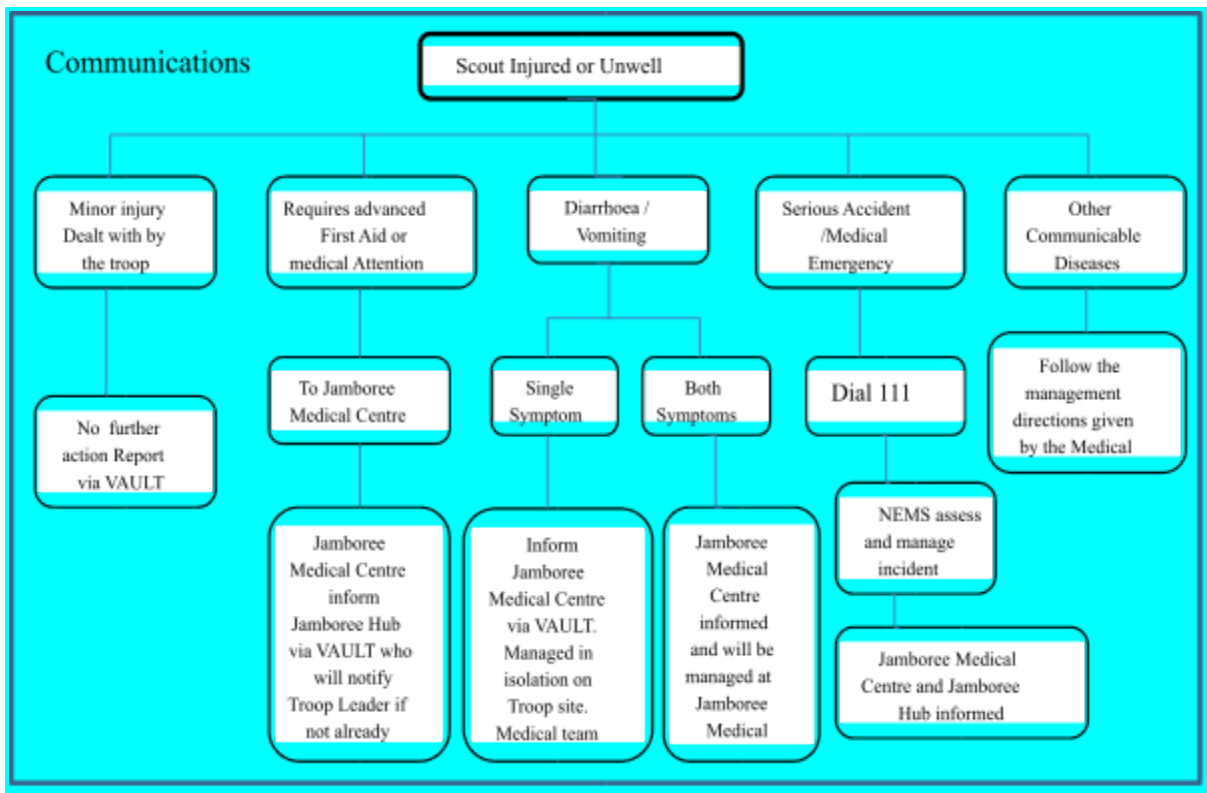 Communications
Scout Injured or Unwell
Minor injury
Dealt with by
the troop
Requires advanced
First Aid or
medical Attention
Diarrhoea /
Vomiting
Serious Accident
/Medical
Emergency
Other
Communicable
Diseases
No further
action Report
via VAULT
To Jamboree
Medical Centre
Single
Symptom
Both
Symptoms
Dial 111
Follow the
management
directions given
by the Medical
Jamboree
Medical Centre
inform
Jamboree Hub
via VAULT who
will notify
Troop Leader if
not already
Inform
Jamboree
Medical Centre
via VAULT.
Managed in
isolation on
Troop site.
Medical team
Jamboree
Medical
Centre
informed
and will be
managed at
Jamboree
Medical
NEMS assess
and manage
incident
Jamboree Medical
Centre and Jamboree
Hub informed